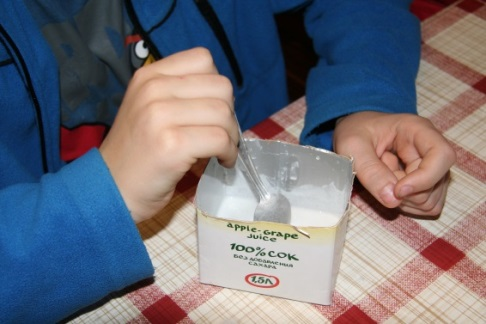 apple-grape
juice
100% сок
без добавления
сахара
1,5л